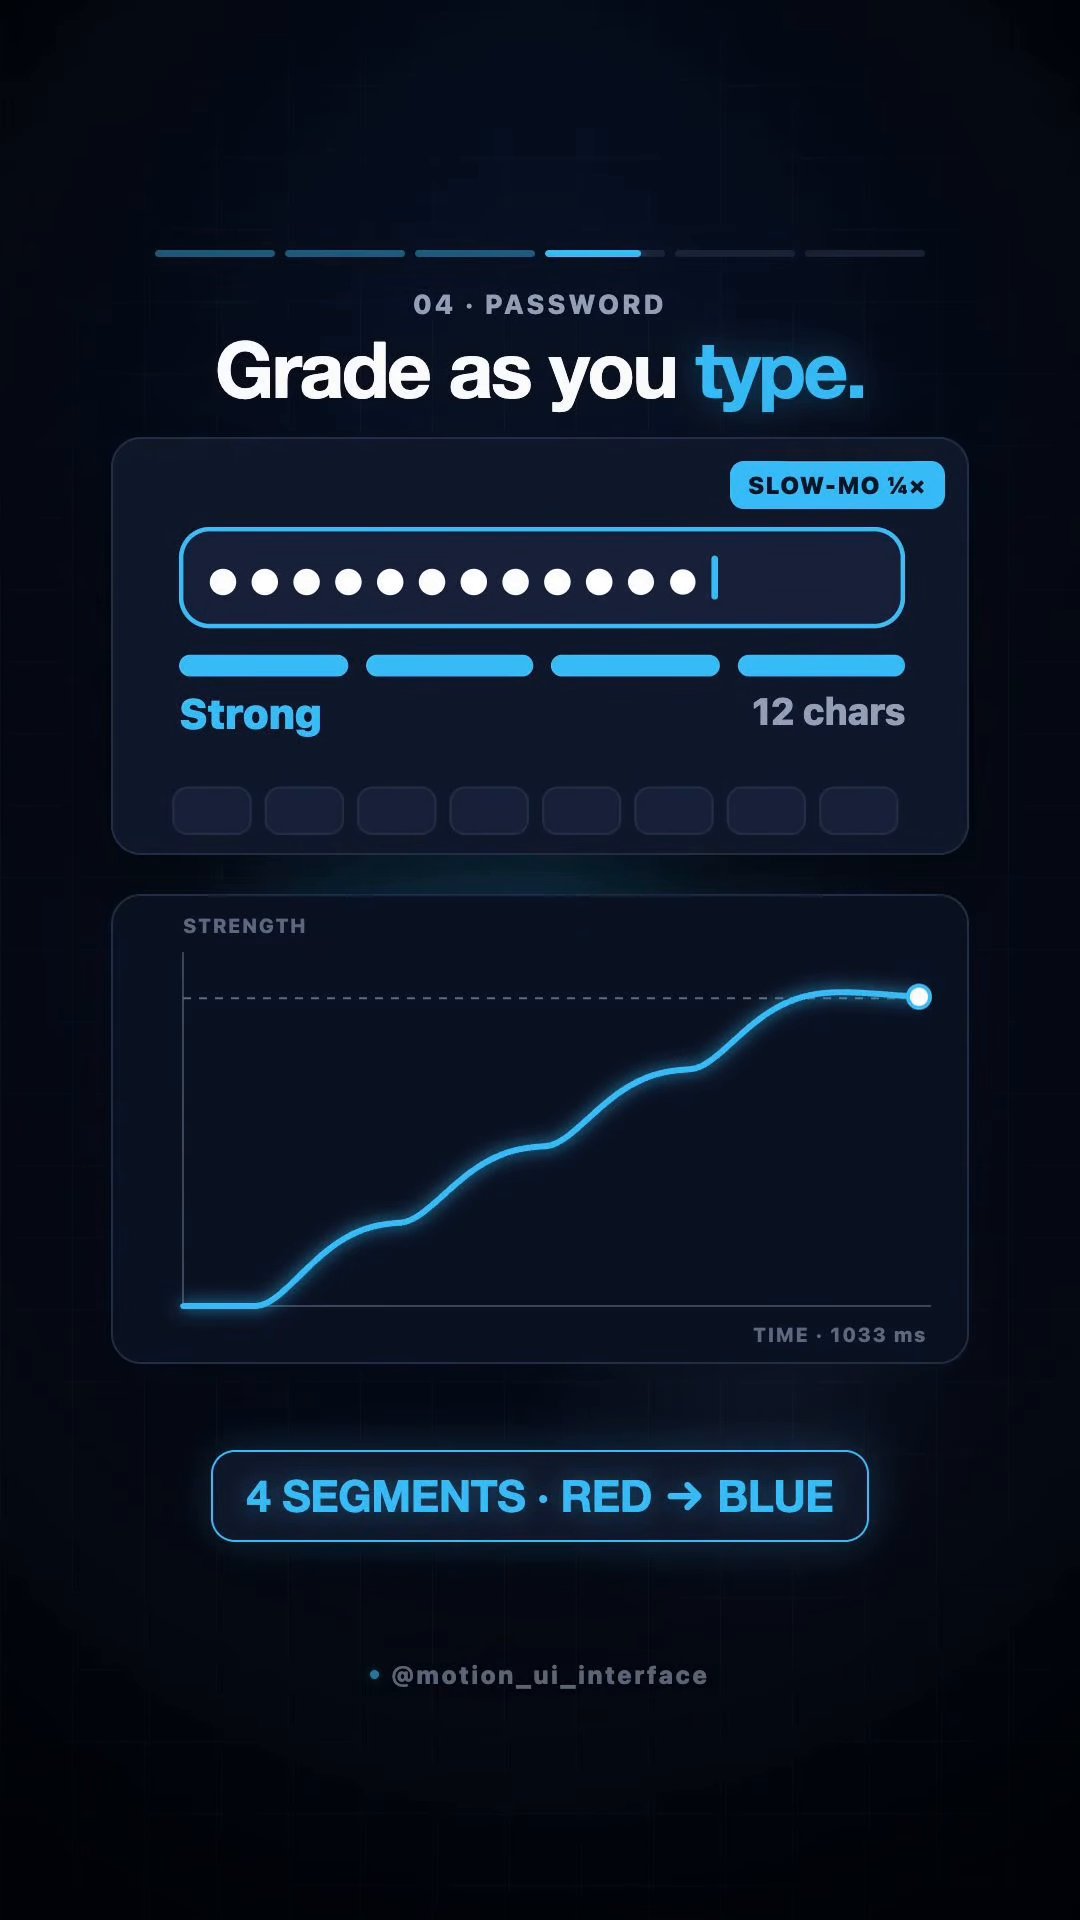 04 · PASSWORD
Grade as you type.
SLOW-MO ¼×
Strong
12 chars
STRENGTH
TIME · 1033 ms
4 SEGMENTS · RED → BLUE
@motion_ui_interface